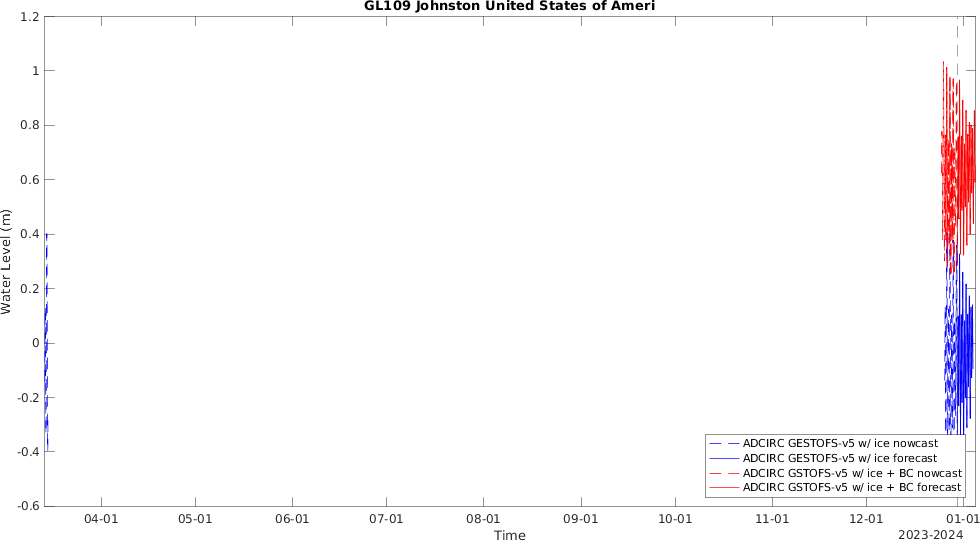 GL109 Johnston United States of Ameri
1.2
1
0.8
0.6
0.4
0.2
0
-0.2
-0.4
-0.6
Water Level (m)
ADCIRC GESTOFS-v5 w/ ice nowcast
ADCIRC GESTOFS-v5 w/ ice forecast
ADCIRC GSTOFS-v5 w/ ice + BC nowcast
ADCIRC GSTOFS-v5 w/ ice + BC forecast
04-01 05-01 06-01 07-01 08-01 09-01 10-01 11-01 12-01 01-01
Time
2023-2024